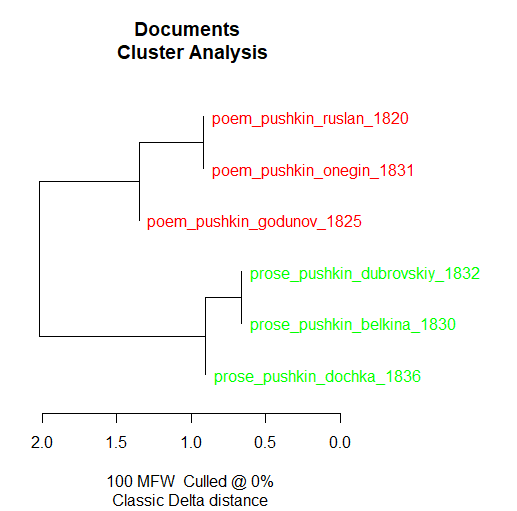 Documents
Cluster Analysis
poem_pushkin_ruslan_1820
poem_pushkin_onegin_1831
poem_pushkin_godunov_1825
prose_pushkin_dubrovskiy_1832
prose_pushkin_belkina_1830
prose_pushkin_dochka_1836
2.0 1.5 1.0 0.5 0.0
100 MFW Culled @ 0%
Classic Delta distance